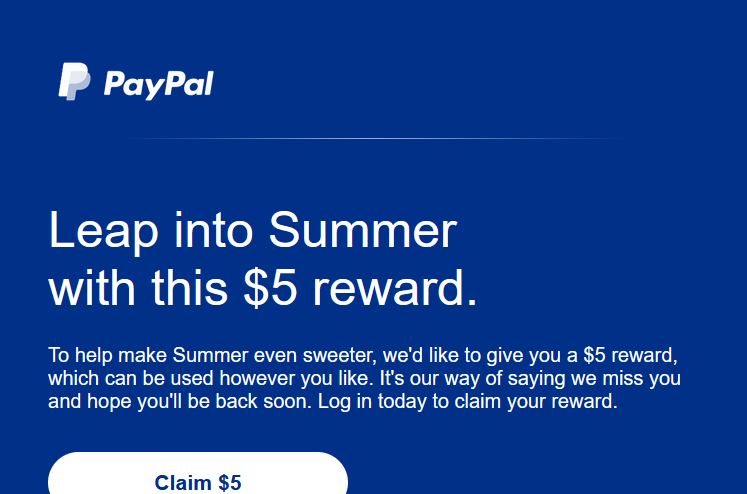 PayPal
Leap into Summer
with this $5 reward.
To help make Summer even sweeter, we'd like to give you a $5 reward,
which can be used however you like. It's our way of saying we miss you
and hope you'll be back soon. Log in today to claim your reward.
Claim $5